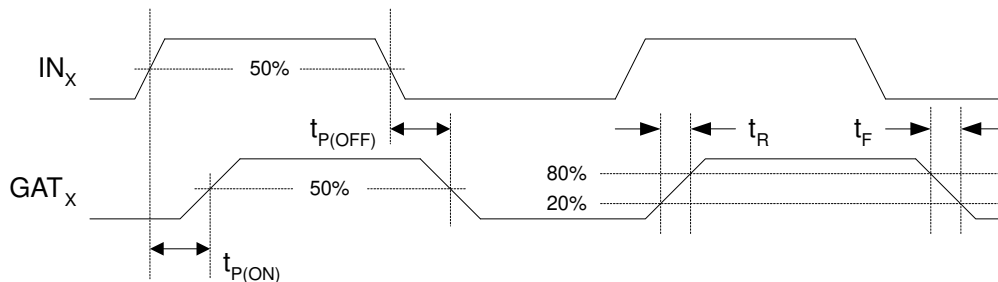 IN_X
50%
t_P(OFF)
t_R
t_F
GAT_X
50%
80%
20%
t_P(ON)